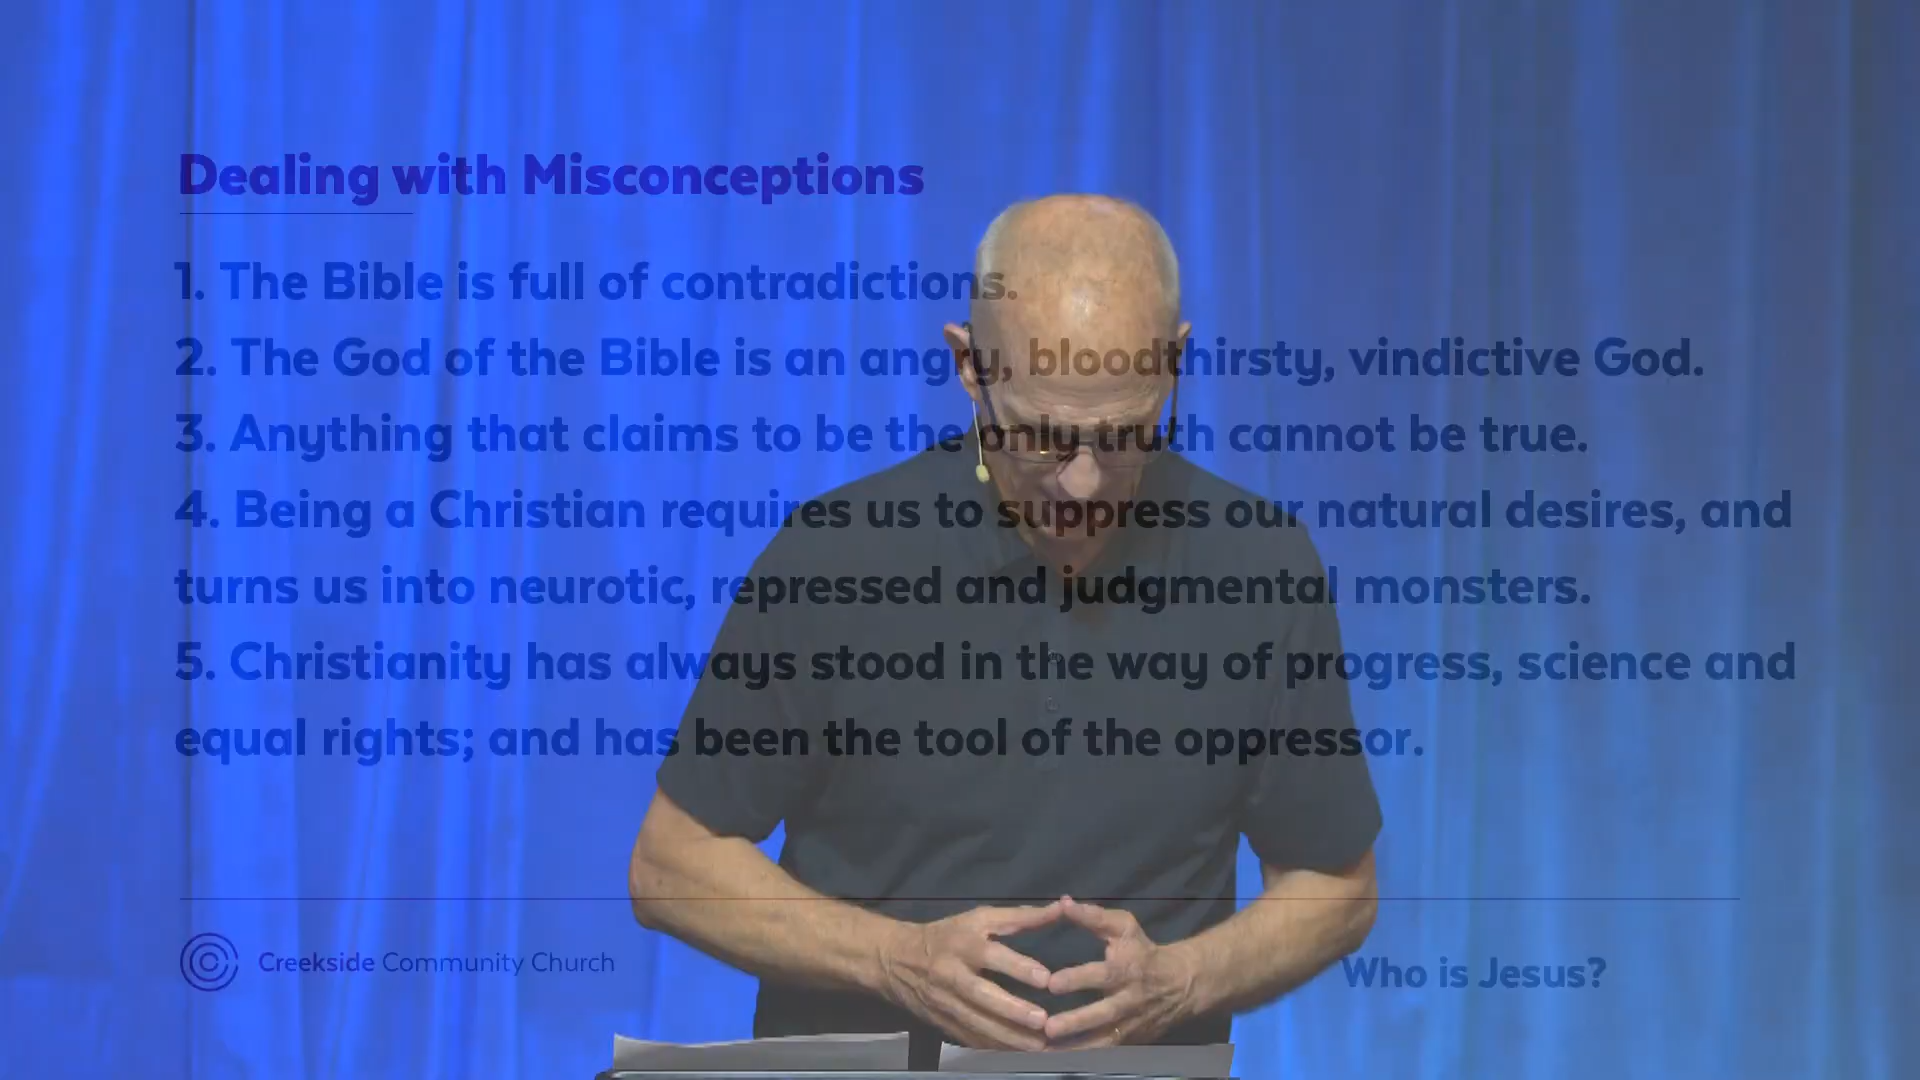 Dealing with Misconceptions
1. The Bible is full of contradictions.
2. The God of the Bible is an angry, bloodthirsty, vindictive God.
3. Anything that claims to be the only truth cannot be true.
4. Being a Christian requires us to suppress our natural desires, and
turns us into neurotic, repressed and judgmental monsters.
5. Christianity has always stood in the way of progress, science and
equal rights; and has been the tool of the oppressor.
Creekside Community Church
Who is Jesus?